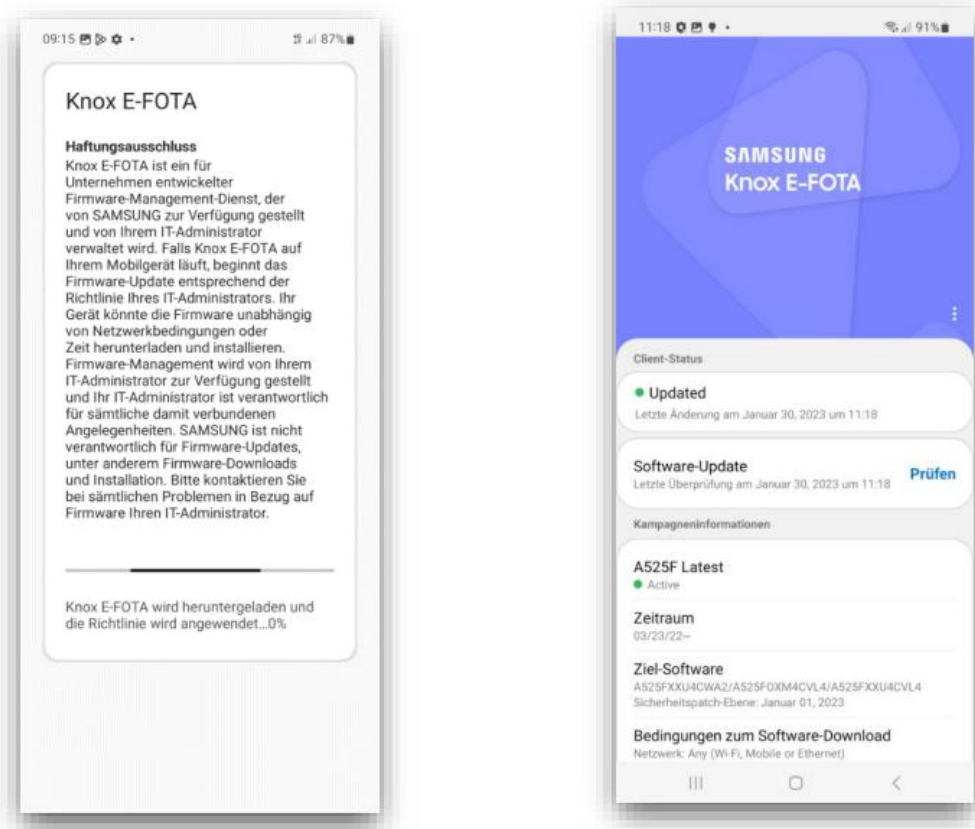 09:15
87%
Knox E-FOTA
Haftungsausschluss
Knox E-FOTA ist ein für
Unternehmen entwickelter
Firmware-Management-Dienst, der
von SAMSUNG zur Verfügung gestellt
und von Ihrem IT-Administrator
verwaltet wird. Falls Knox E-FOTA auf
Ihrem Mobilgerät läuft, beginnt das
Firmware-Update entsprechend der
Richtlinie Ihres IT-Administrators. Ihr
Gerät könnte die Firmware unabhängig
von Netzwerkbedingungen oder
Zeit herunterladen und installieren.
Firmware-Management wird von Ihrem
IT-Administrator zur Verfügung gestellt
und Ihr IT-Administrator ist verantwortlich
für sämtliche damit verbundenen
Angelegenheiten. SAMSUNG ist nicht
verantwortlich für Firmware-Updates,
unter anderem Firmware-Downloads
und Installation. Bitte kontaktieren Sie
bei sämtlichen Problemen in Bezug auf
Firmware Ihren IT-Administrator.
Knox E-FOTA wird heruntergeladen und
die Richtlinie wird angewendet...0%
11:18
91%
SAMSUNG
Knox E-FOTA
Client-Status
Updated
Letzte Änderung am Januar 30, 2023 um 11:18
Software-Update
Letzte Überprüfung am Januar 30, 2023 um 11:18
Prüfen
Kampagneninformationen
A525F Latest
Active
Zeitraum
03/23/22~
Ziel-Software
A525FXXU4CWA2/A525FOXM4CVL4/A525FXXU4CVL4
Sicherheitspatch-Ebene: Januar 01, 2023
Bedingungen zum Software-Download
Netzwerk: Any (Wi-Fi, Mobile or Ethernet)